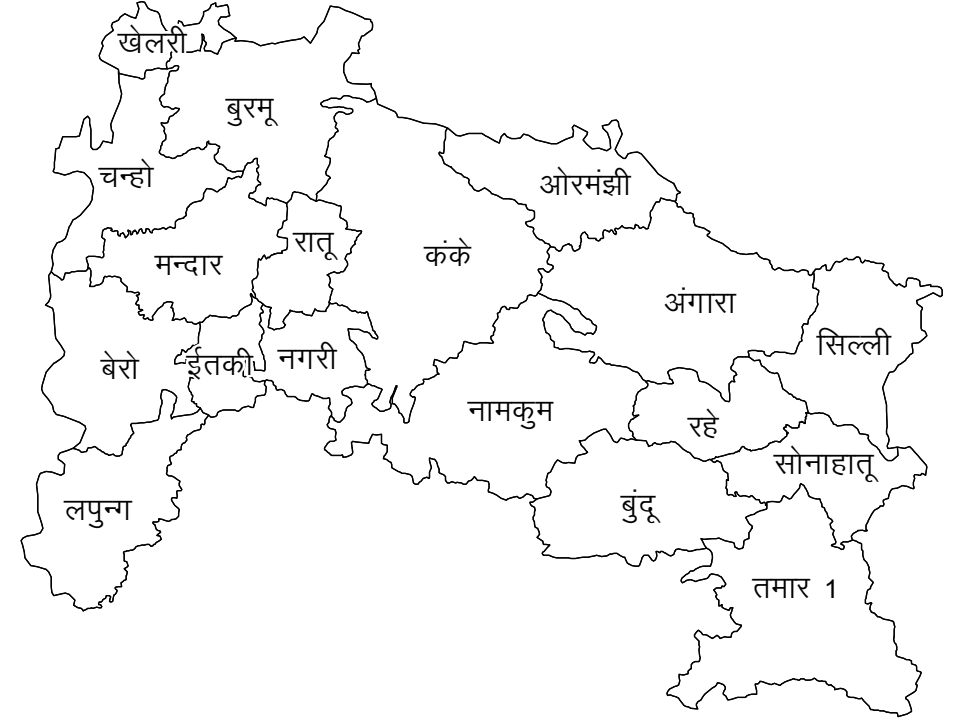 खेलरी
बुरमू
चन्हो
ओरमंझी
रातू
कंके
मन्दार
अंगारा
सिल्ली
बेरो
ईतकी
नगरी
नामकुम
रहे
सोनाहातू
लपुन्ग
बुंदू
तमार 1